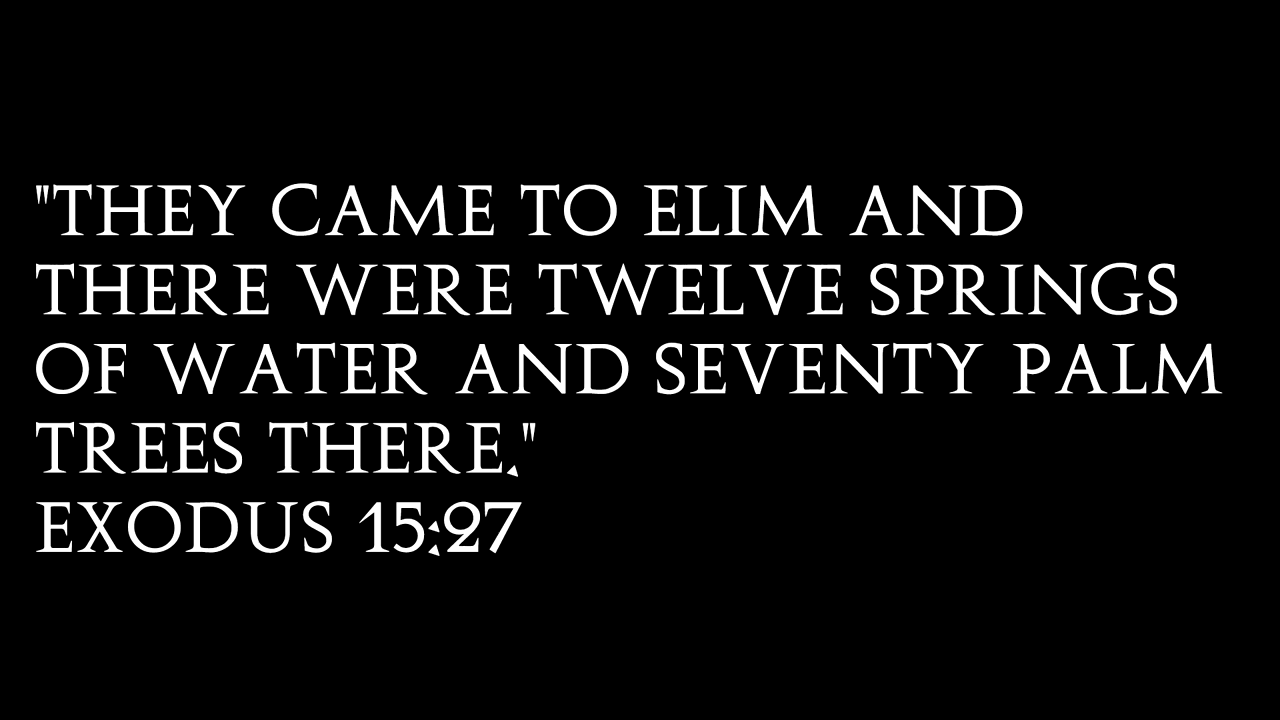 "THEY CAME TO ELIM AND
THERE WERE TWELVE SPRINGS
OF WATER AND SEVENTY PALM
TREES THERE."
EXODUS 15:27